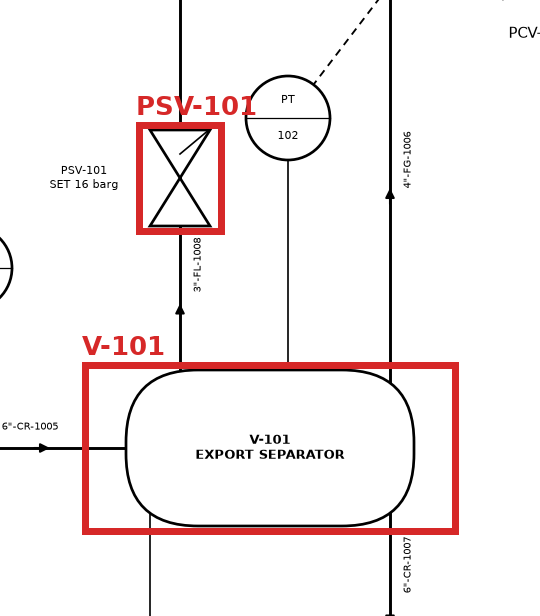 PCV-
PSV-101
PT
102
PSV-101
SET 16 barg
4"-FG-1006
3"-FL-1008
V-101
6"-CR-1005
V-101
EXPORT SEPARATOR
6"-CR-1007